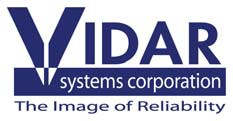 VIDAR
systems corporation
The Image of Reliability